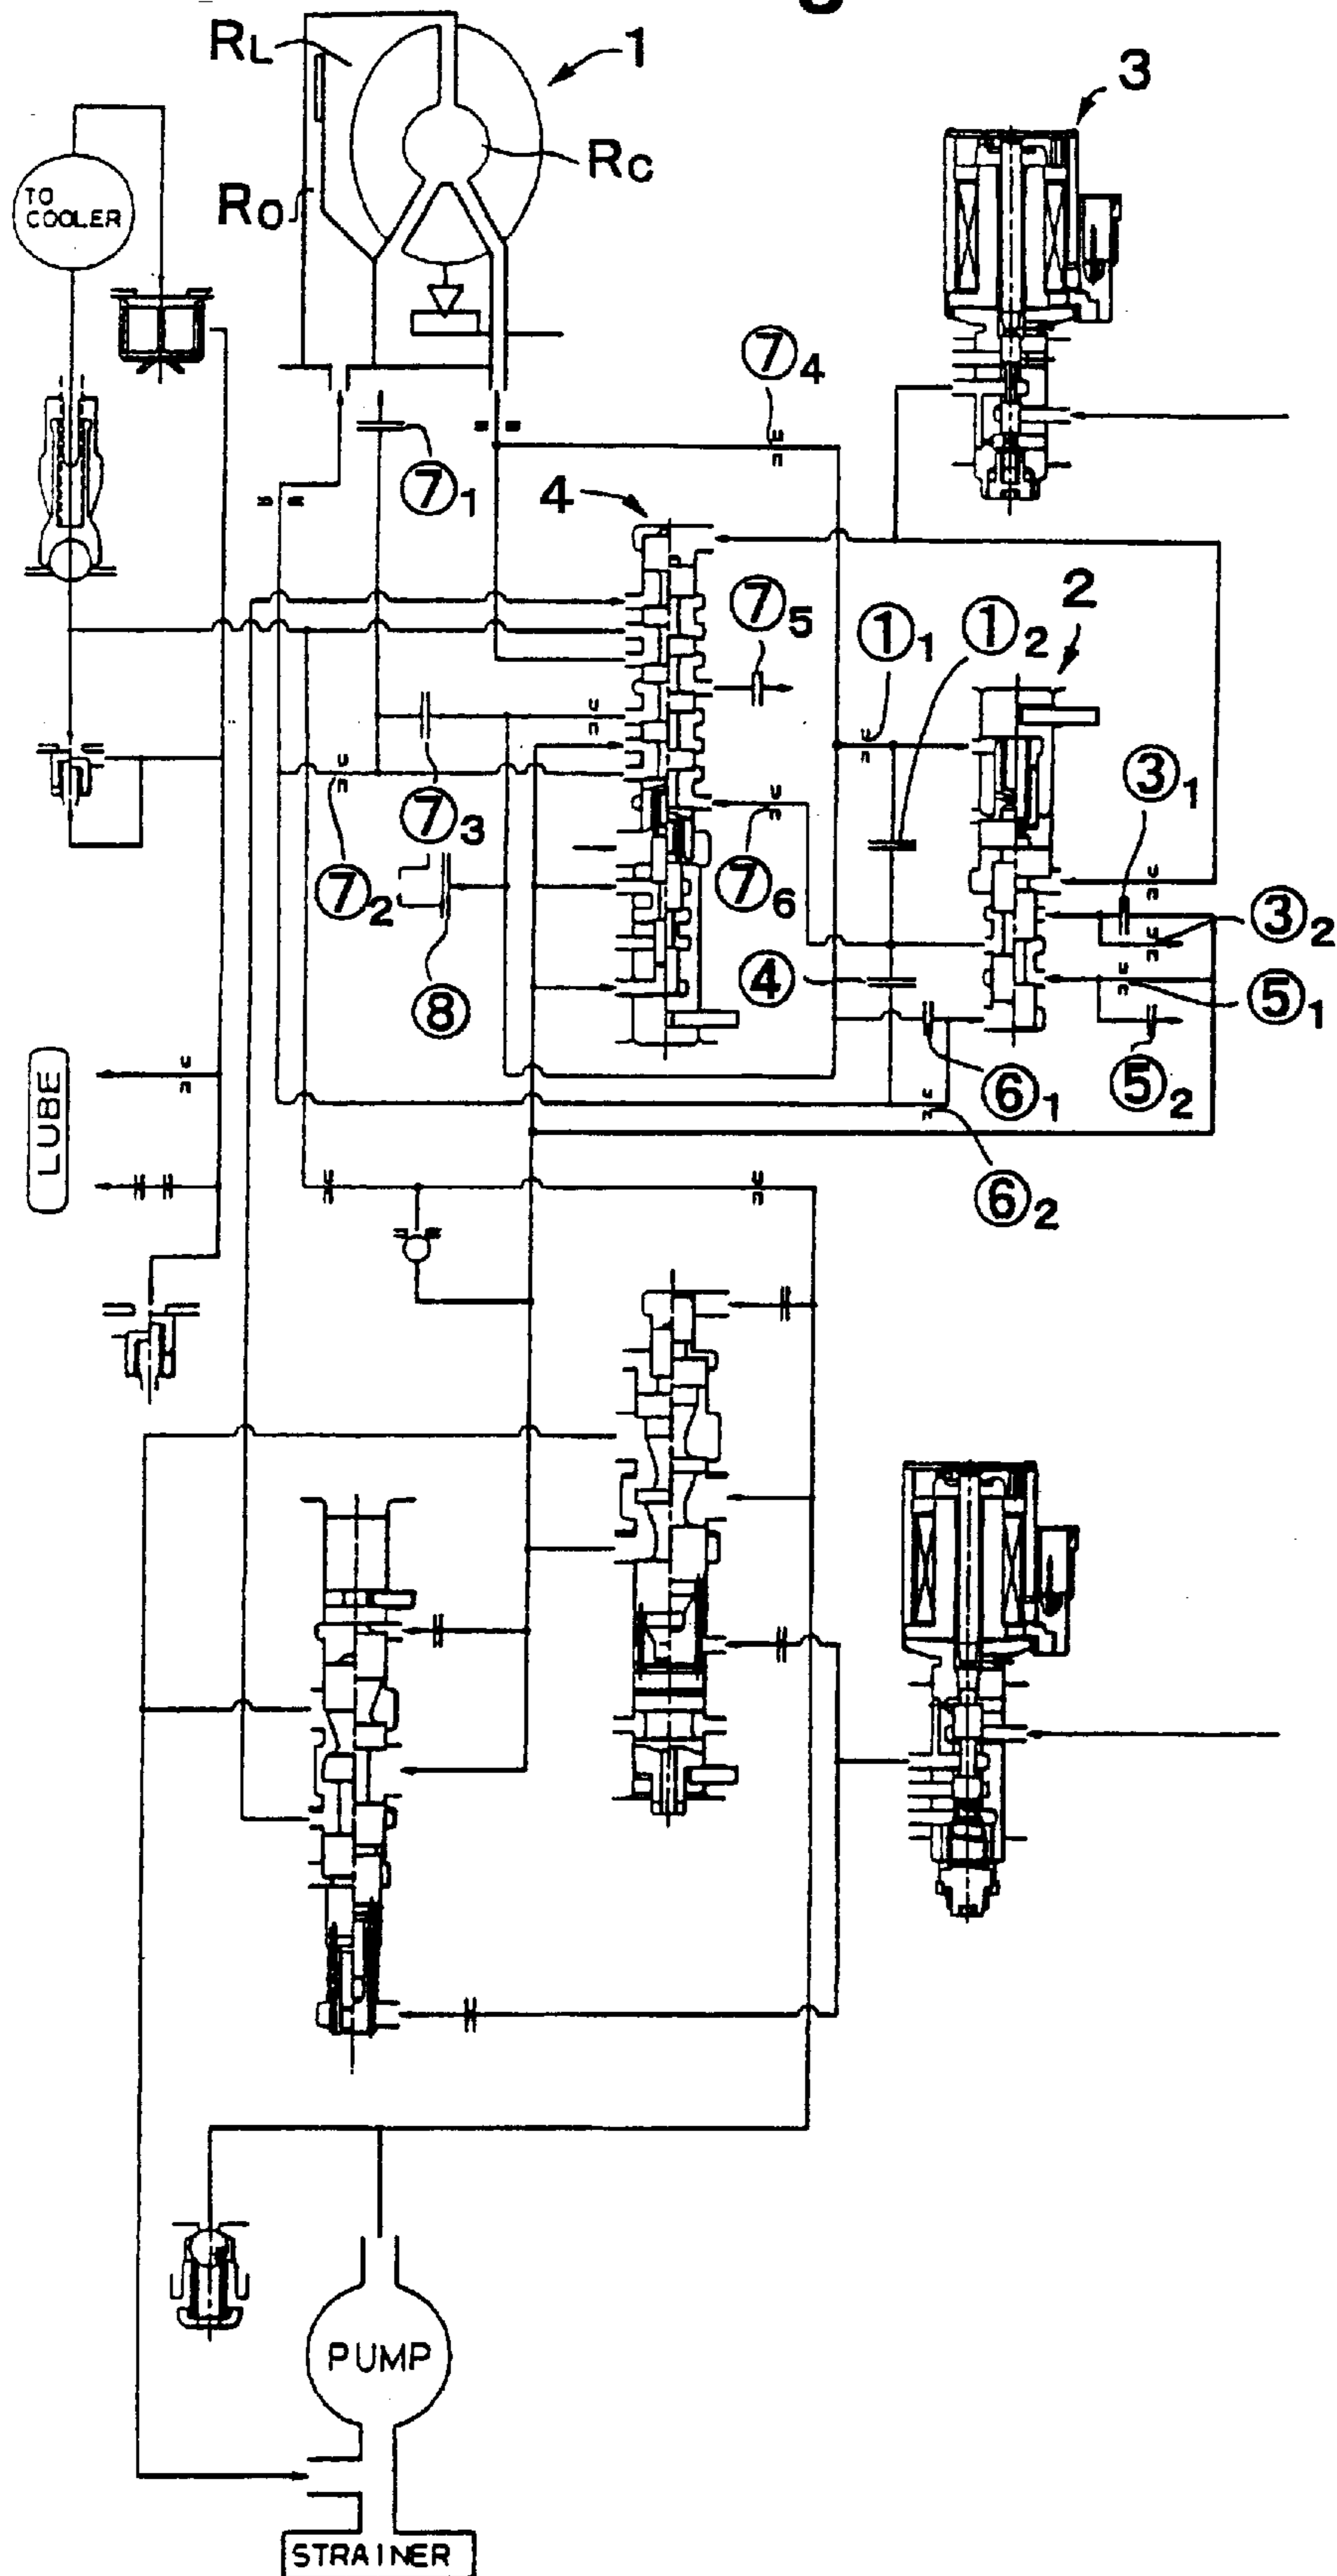 RL
1
3
RC
TO
COOLER
RO
⑦4
⑦1
4
2
⑦5
①1
①2
③1
⑦3
⑦2
⑦6
③2
④
⑧
⑤1
⑥1
⑤2
LUBE
⑥2
PUMP
STRAINER